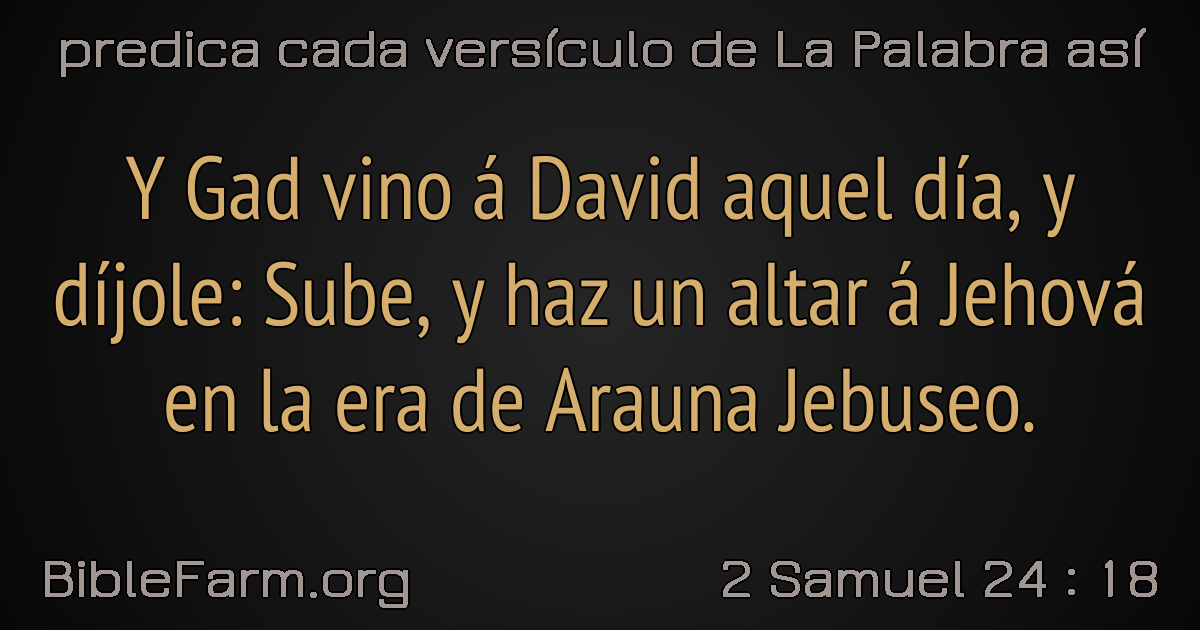 predica cada versículo de La Palabra así
Y Gad vino á David aquel día, y
díjole: Sube, y haz un altar á Jehová
en la era de Arauna Jebuseo.
BibleFarm.org
2 Samuel 24 : 18